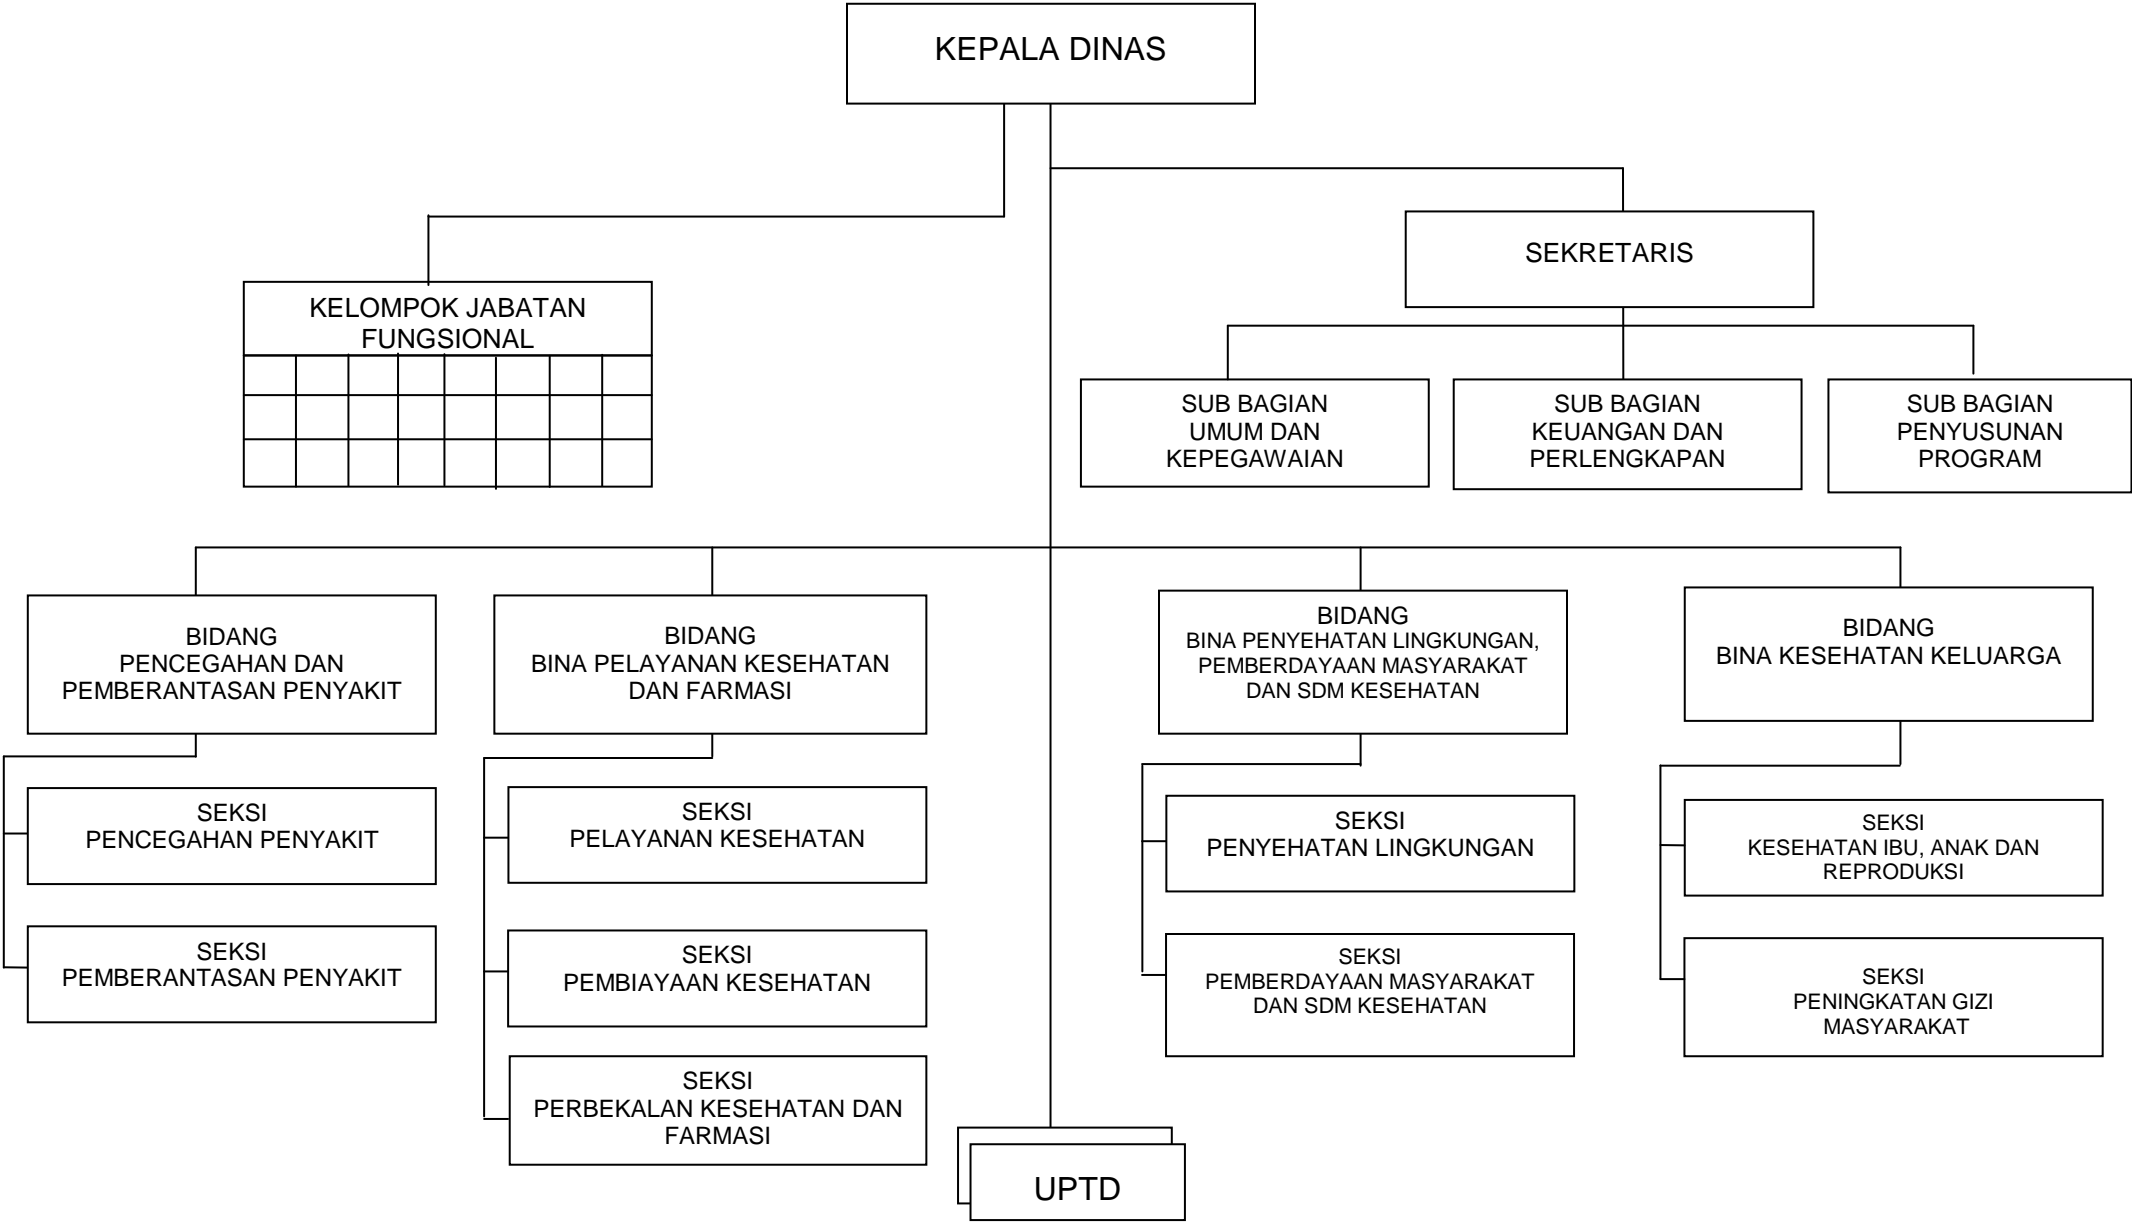 KEPALA DINAS
SEKRETARIS
KELOMPOK JABATAN
FUNGSIONAL
SUB BAGIAN
UMUM DAN
KEPEGAWAIAN
SUB BAGIAN
KEUANGAN DAN
PERLENGKAPAN
SUB BAGIAN
PENYUSUNAN
PROGRAM
BIDANG
PENCEGAHAN DAN
PEMBERANTASAN PENYAKIT
BIDANG
BINA PELAYANAN KESEHATAN
DAN FARMASI
BIDANG
BINA PENYEHATAN LINGKUNGAN,
PEMBERDAYAAN MASYARAKAT
DAN SDM KESEHATAN
BIDANG
BINA KESEHATAN KELUARGA
SEKSI
PENCEGAHAN PENYAKIT
SEKSI
PELAYANAN KESEHATAN
SEKSI
PENYEHATAN LINGKUNGAN
SEKSI
KESEHATAN IBU, ANAK DAN
REPRODUKSI
SEKSI
PEMBERANTASAN PENYAKIT
SEKSI
PEMBIAYAAN KESEHATAN
SEKSI
PEMBERDAYAAN MASYARAKAT
DAN SDM KESEHATAN
SEKSI
PENINGKATAN GIZI
MASYARAKAT
SEKSI
PERBEKALAN KESEHATAN DAN
FARMASI
UPTD